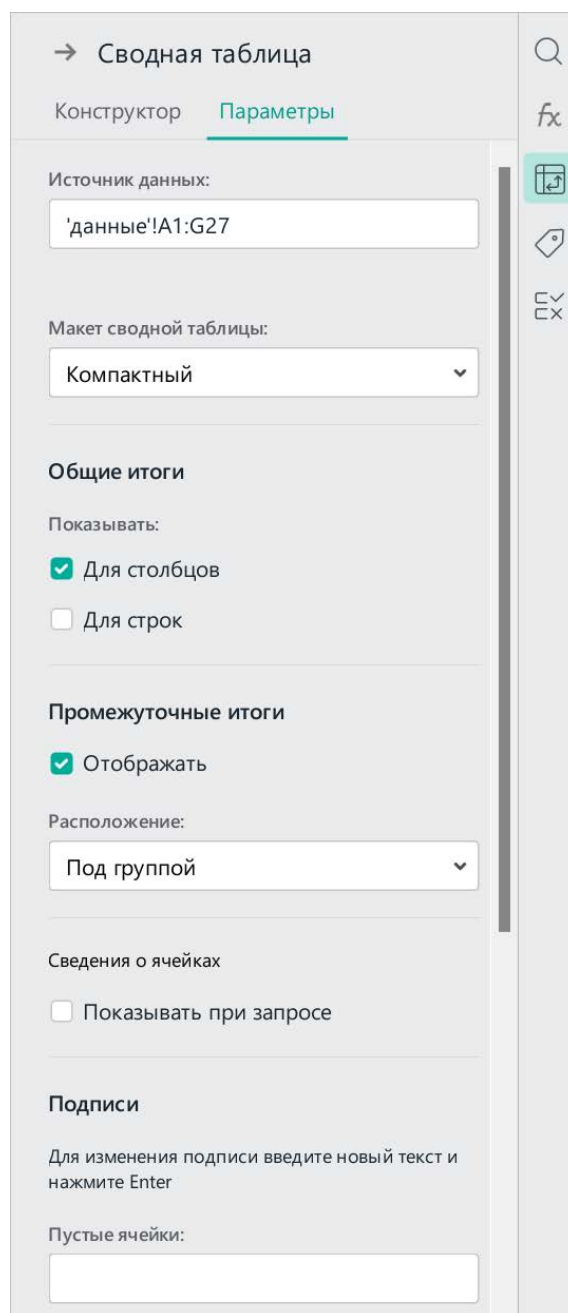 Сводная таблица
Конструктор Параметры
Источник данных:
'данные'!A1:G27
Макет сводной таблицы:
Компактный
Общие итоги
Показывать:
Для столбцов
Для строк
Промежуточные итоги
Отображать
Расположение:
Под группой
Сведения о ячейках
Показывать при запросе
Подписи
Для изменения подписи введите новый текст и
нажмите Enter
Пустые ячейки: